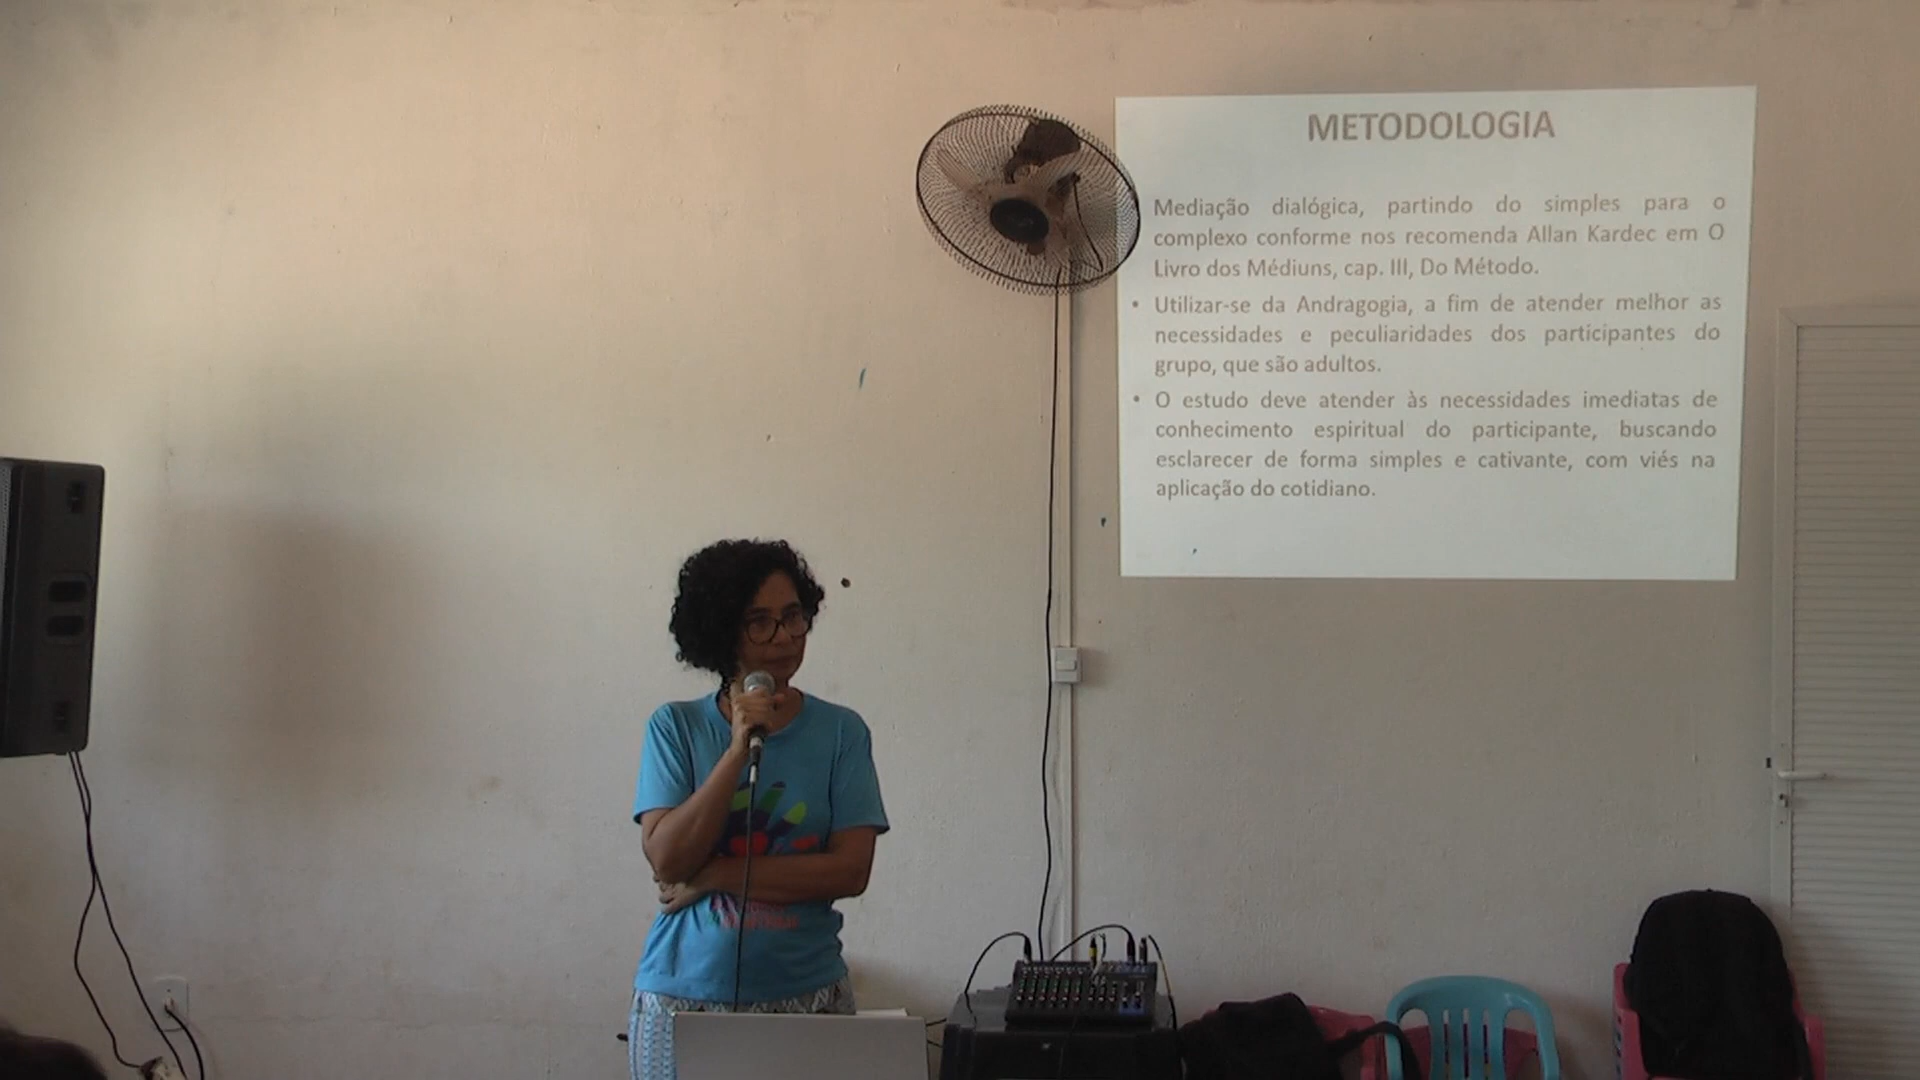 METODOLOGIA
Mediação dialógica, partindo do simples para o
complexo conforme nos recomenda Allan Kardec em O
Livro dos Médiuns, cap. III, Do Método.
• Utilizar-se da Andragogia, a fim de atender melhor as
necessidades e peculiaridades dos participantes do
grupo, que são adultos.
• O estudo deve atender às necessidades imediatas de
conhecimento espiritual do participante, buscando
esclarecer de forma simples e cativante, com viés na
aplicação do cotidiano.